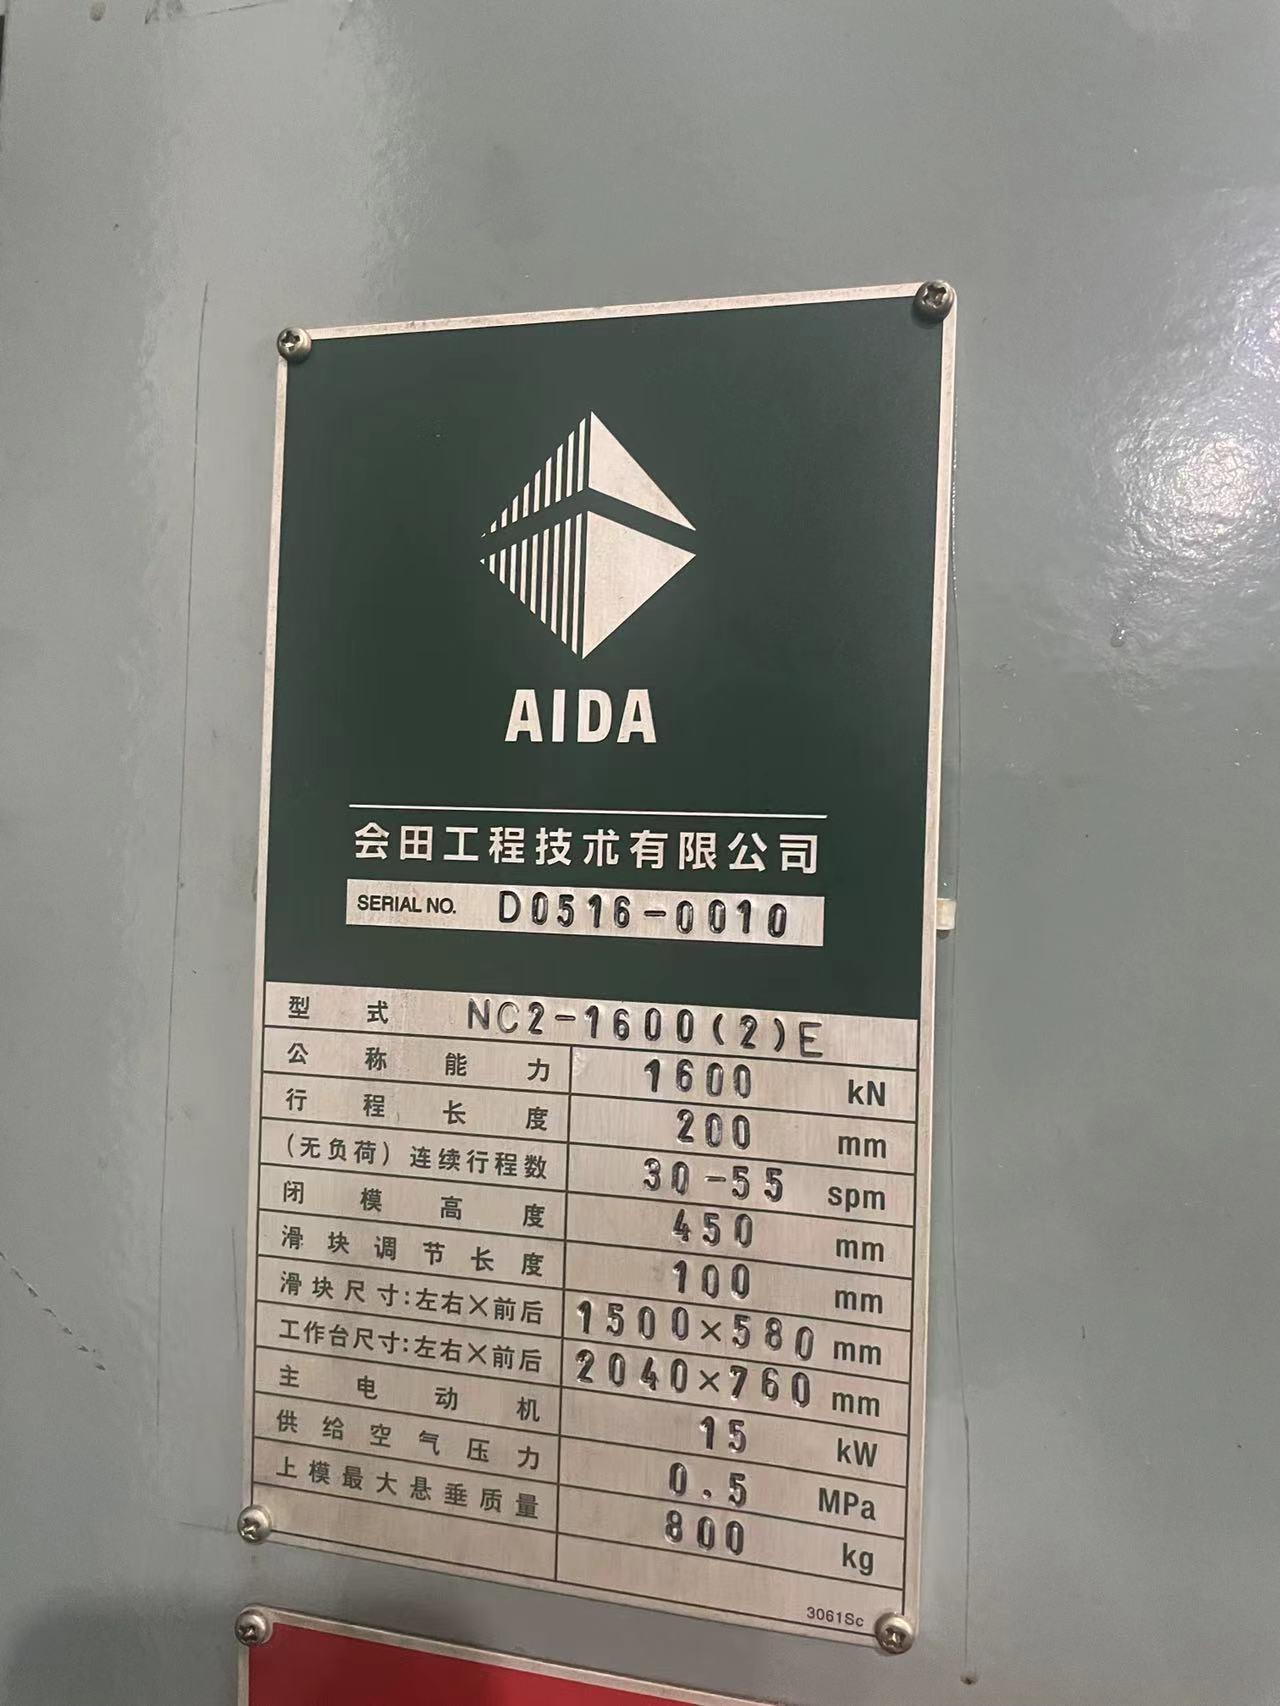 AIDA
会田工程技术有限公司
SERIAL NO. D0516-0010
型式 NC2-1600(2)E
公称能力 1600 kN
行程长度 200 mm
(无负荷)连续行程数 30-55 spm
闭模高度 450 mm
滑块调节长度 100 mm
滑块尺寸:左右×前后 1500×580 mm
工作台尺寸:左右×前后 2040×760 mm
主电动机 15 kW
供给空气压力 0.5 MPa
上模最大悬垂质量 800 kg
3061Sc